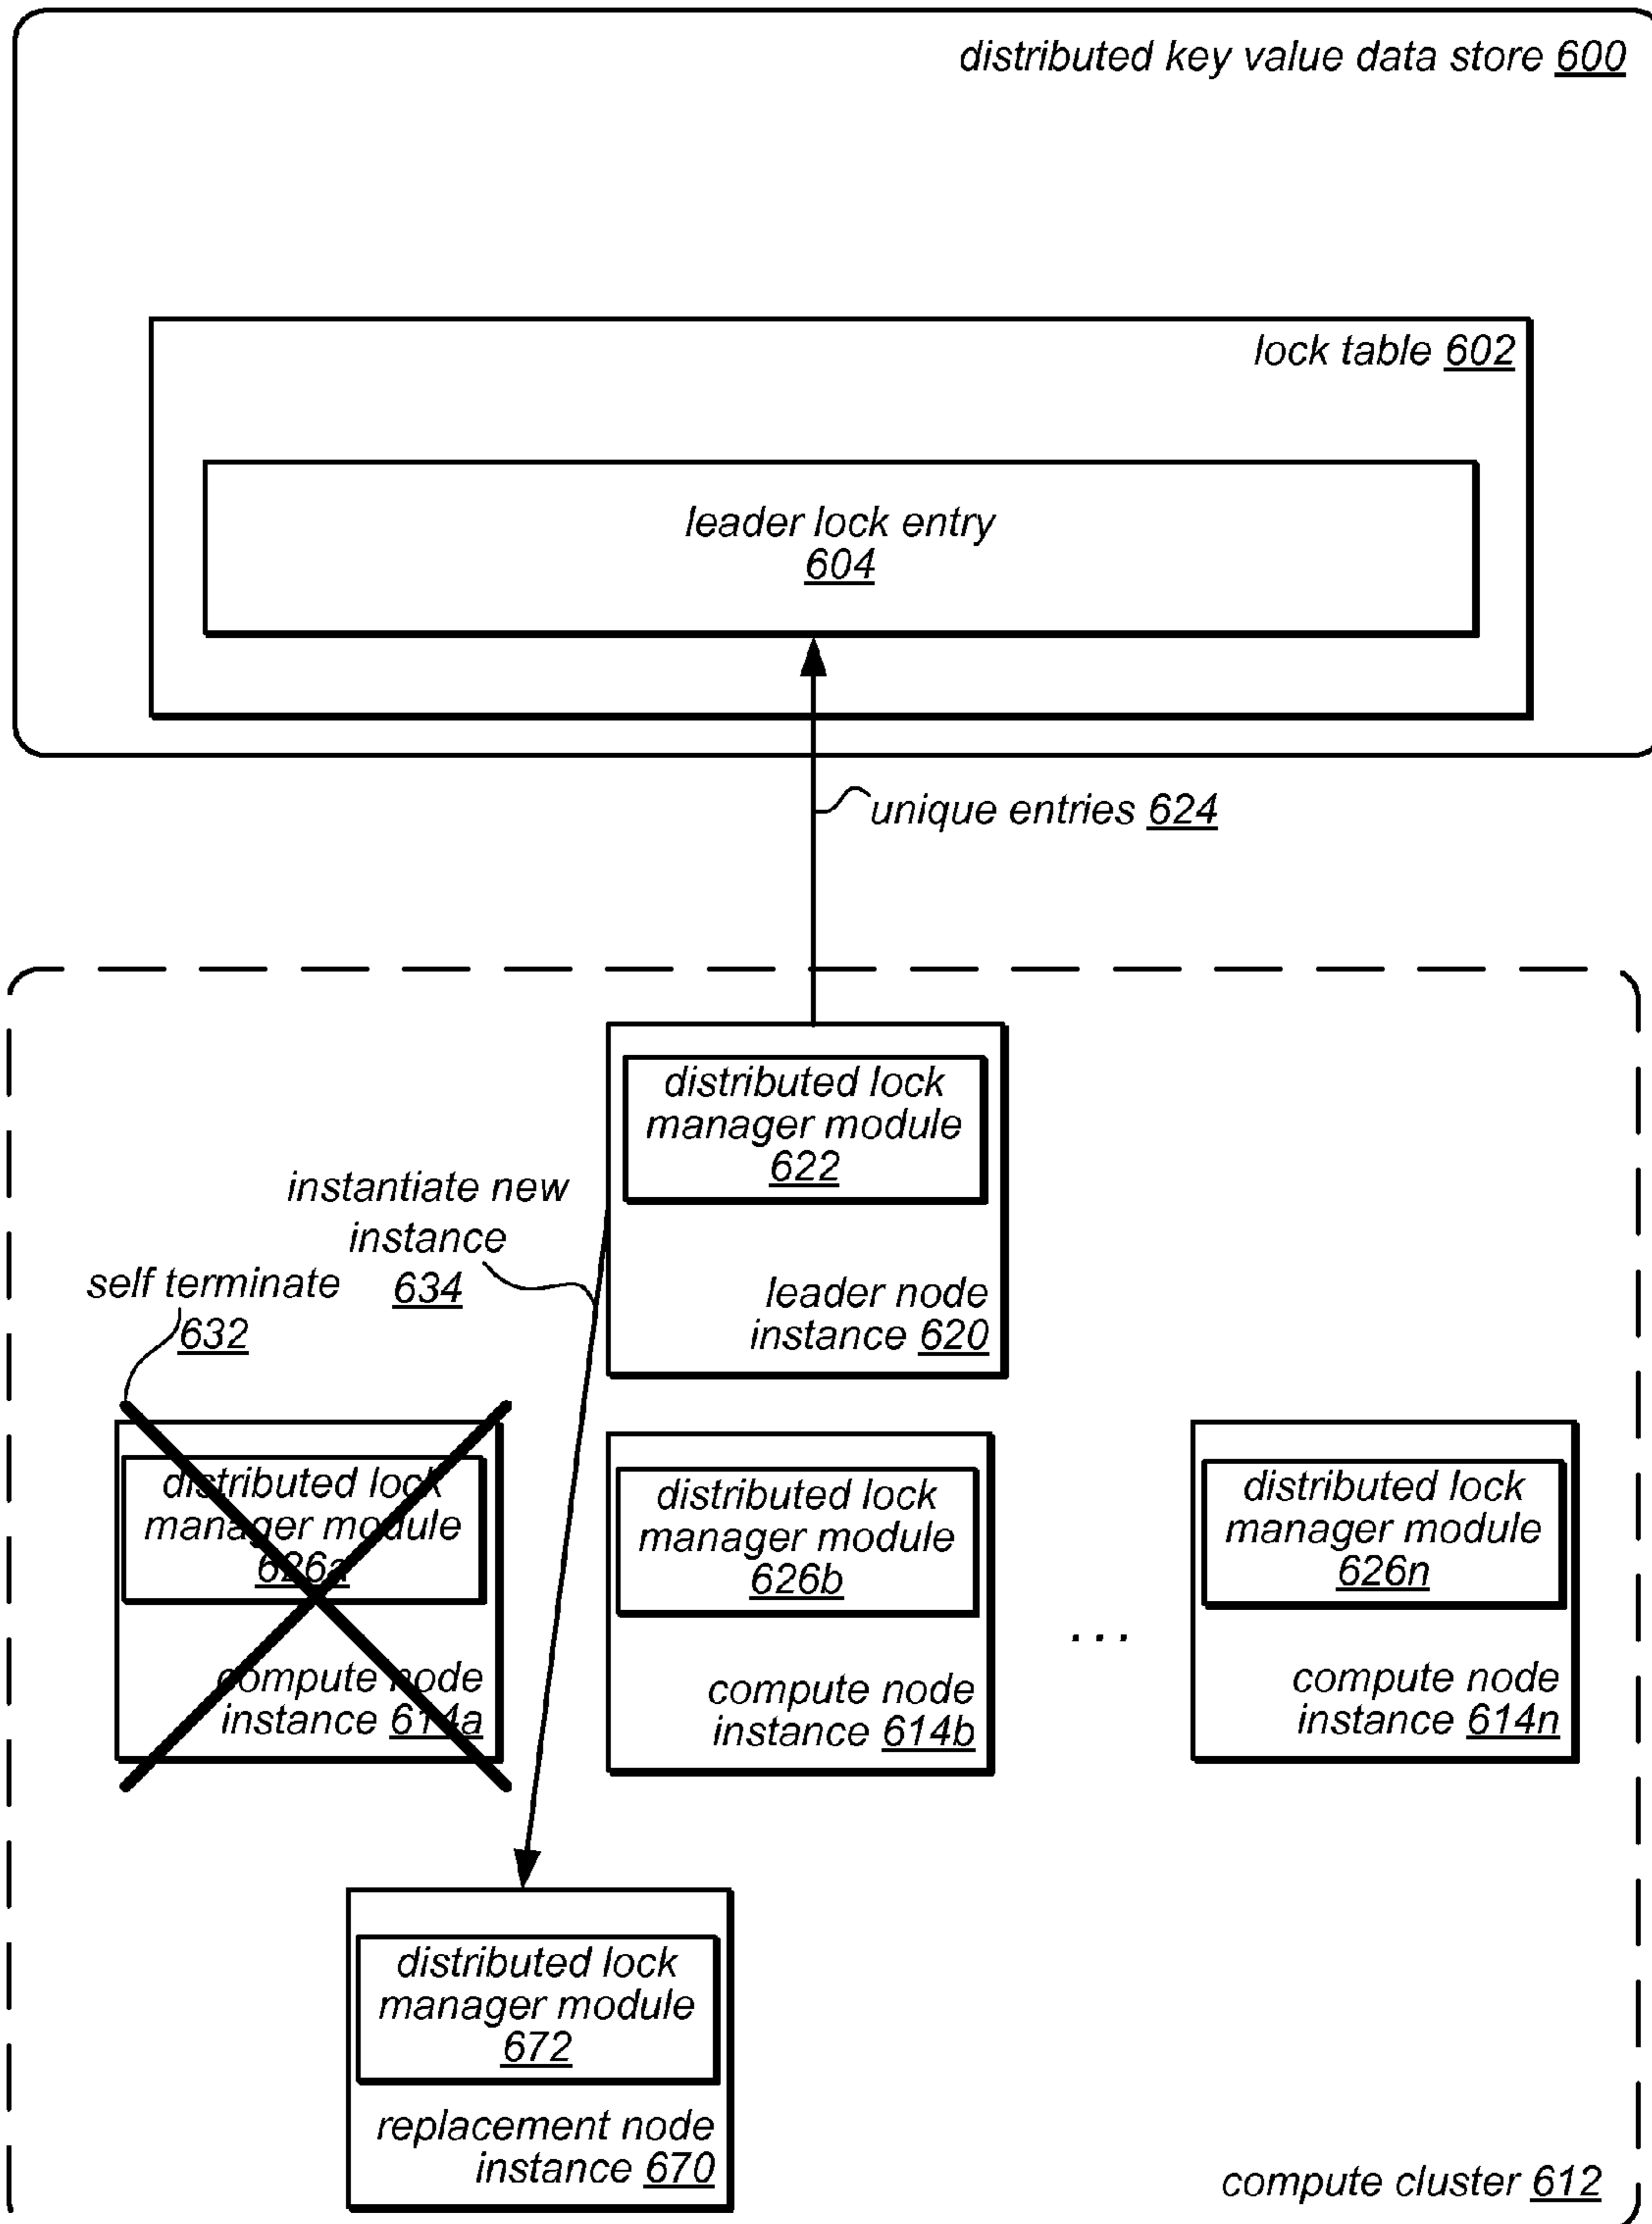 distributed key value data store 600
lock table 602
leader lock entry
604
unique entries 624
distributed lock
manager module
622
instantiate new
instance
634
self terminate
632
leader node
instance 620
distributed lock
manager module
626a
compute node
instance 614a
distributed lock
manager module
626b
compute node
instance 614b
...
distributed lock
manager module
626n
compute node
instance 614n
distributed lock
manager module
672
replacement node
instance 670
compute cluster 612